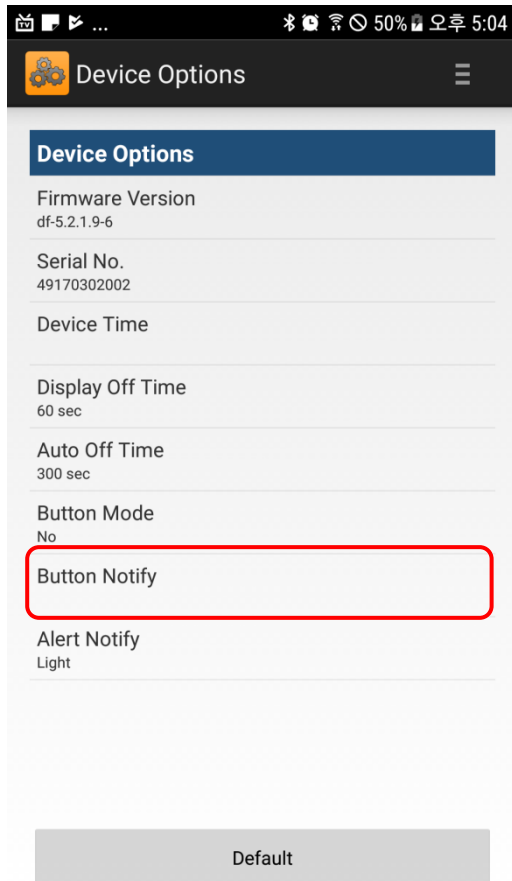 ... 50% 오후 5:04
Device Options
Device Options
Firmware Version
df-5.2.1.9-6
Serial No.
49170302002
Device Time
Display Off Time
60 sec
Auto Off Time
300 sec
Button Mode
No
Button Notify
Alert Notify
Light
Default